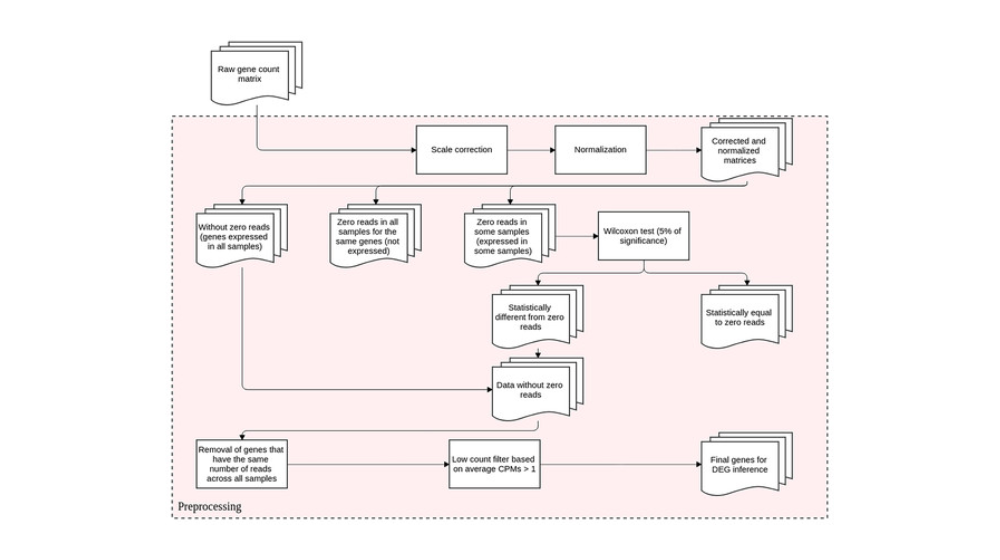 Raw gene count
matrix
Scale correction
Normalization
Corrected and
normalized
matrices
Without zero reads
(genes expressed
in all samples)
Zero reads in all
samples for the
same genes (not
expressed)
Zero reads in
some samples
(expressed in
some samples)
Wilcoxon test (5% of
significance)
Statistically
different from zero
reads
Statistically equal
to zero reads
Data without zero
reads
Removal of genes that
have the same
number of reads
across all samples
Low count filter based
on average CPMs > 1
Final genes for
DEG inference
Preprocessing